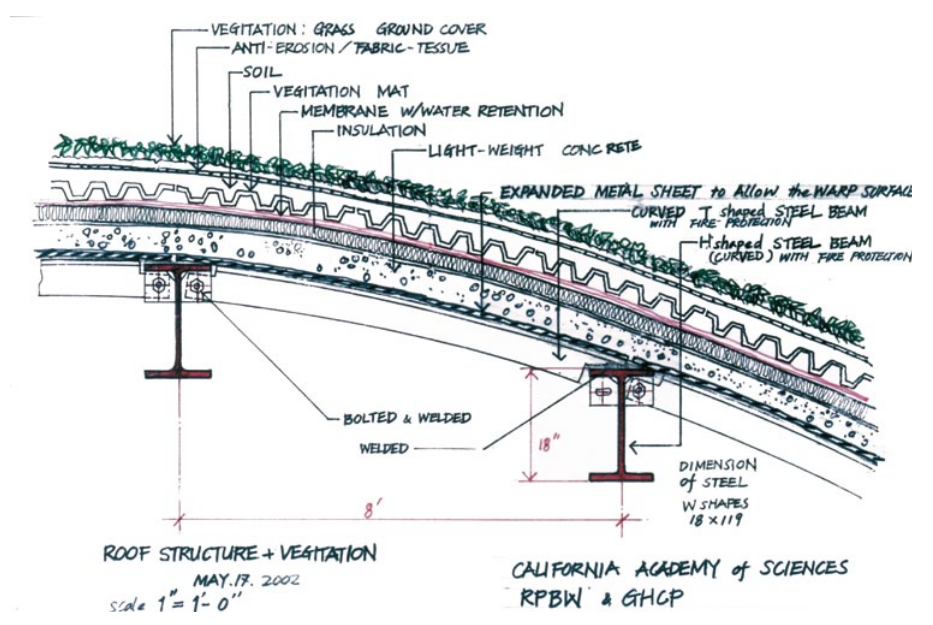 VEGITATION: GRASS GROUND COVER
ANTI-EROSION / FABRIC-TESSUE
SOIL
VEGITATION MAT
MEMBRANE W/WATER RETENTION
INSULATION
LIGHT-WEIGHT CONCRETE
EXPANDED METAL SHEET to Allow the WARP SURFACE
CURVED T shaped STEEL BEAM
WITH FIRE-PROTECTION
H shaped STEEL BEAM
(CURVED) WITH FIRE PROTECTION
BOLTED & WELDED
WELDED
18"
DIMENSION
of STEEL
W SHAPES
18 X 119
8'
ROOF STRUCTURE + VEGITATION
MAY. 17. 2002
scale 1" = 1'- 0"
CALIFORNIA ACADEMY of SCIENCES
RPBW & GHCP